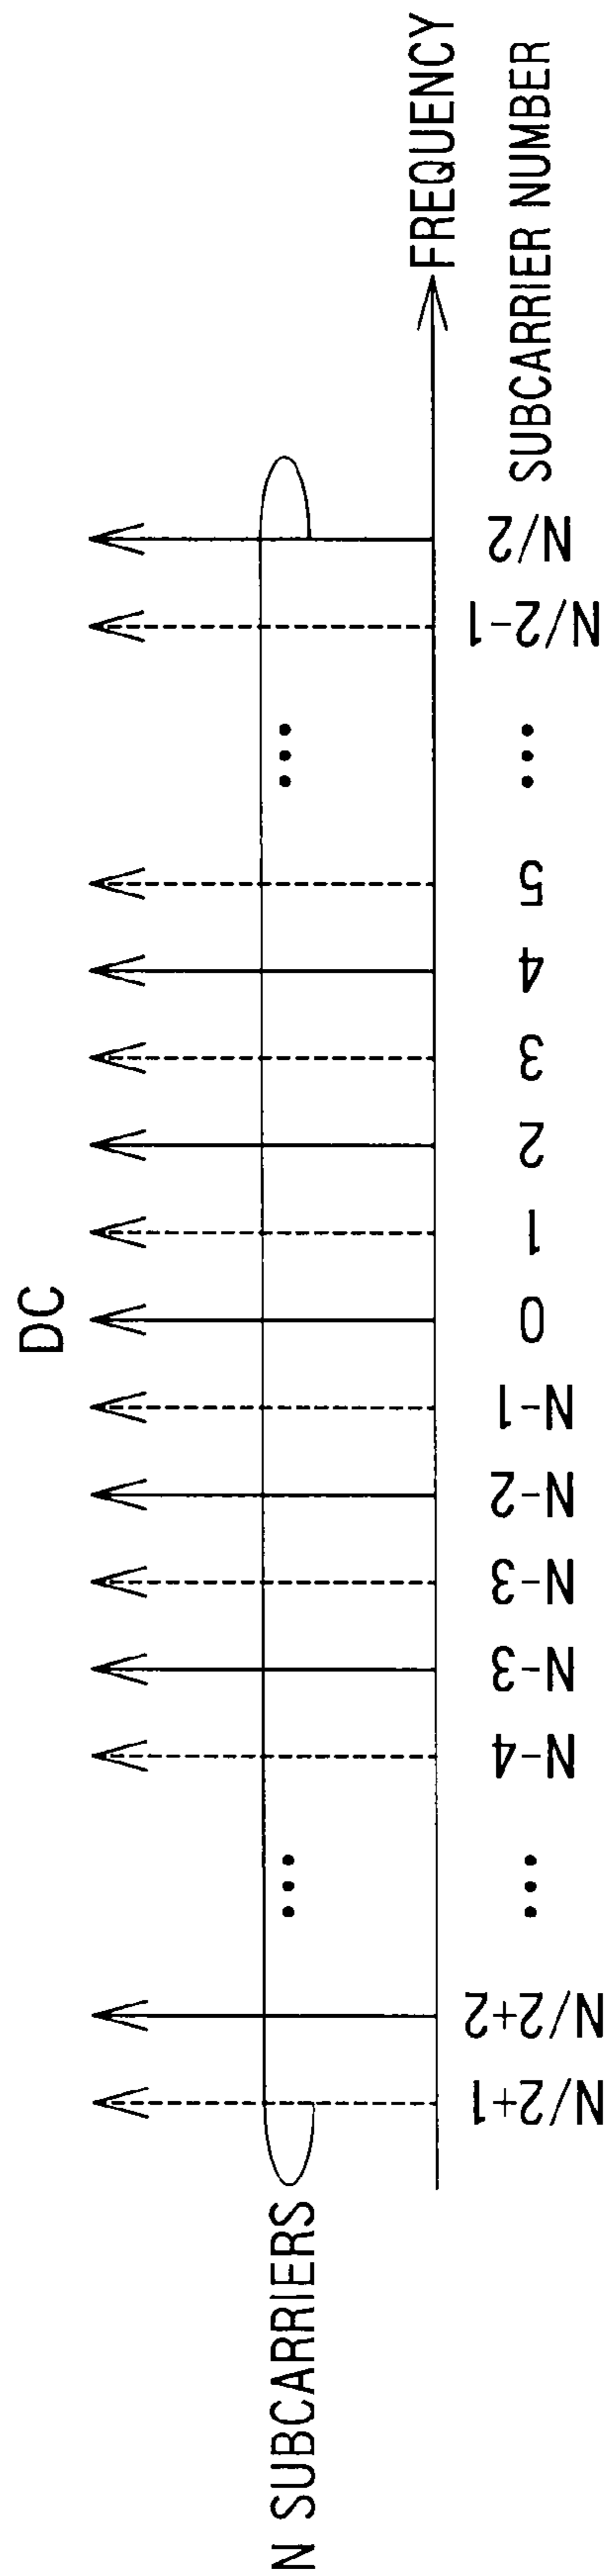 DC
N SUBCARRIERS
•••
•••
FREQUENCY
N/2+1 N/2+2 ••• N-4 N-3 N-3 N-2 N-1 0 1 2 3 4 5 ••• N/2-1 N/2 SUBCARRIER NUMBER